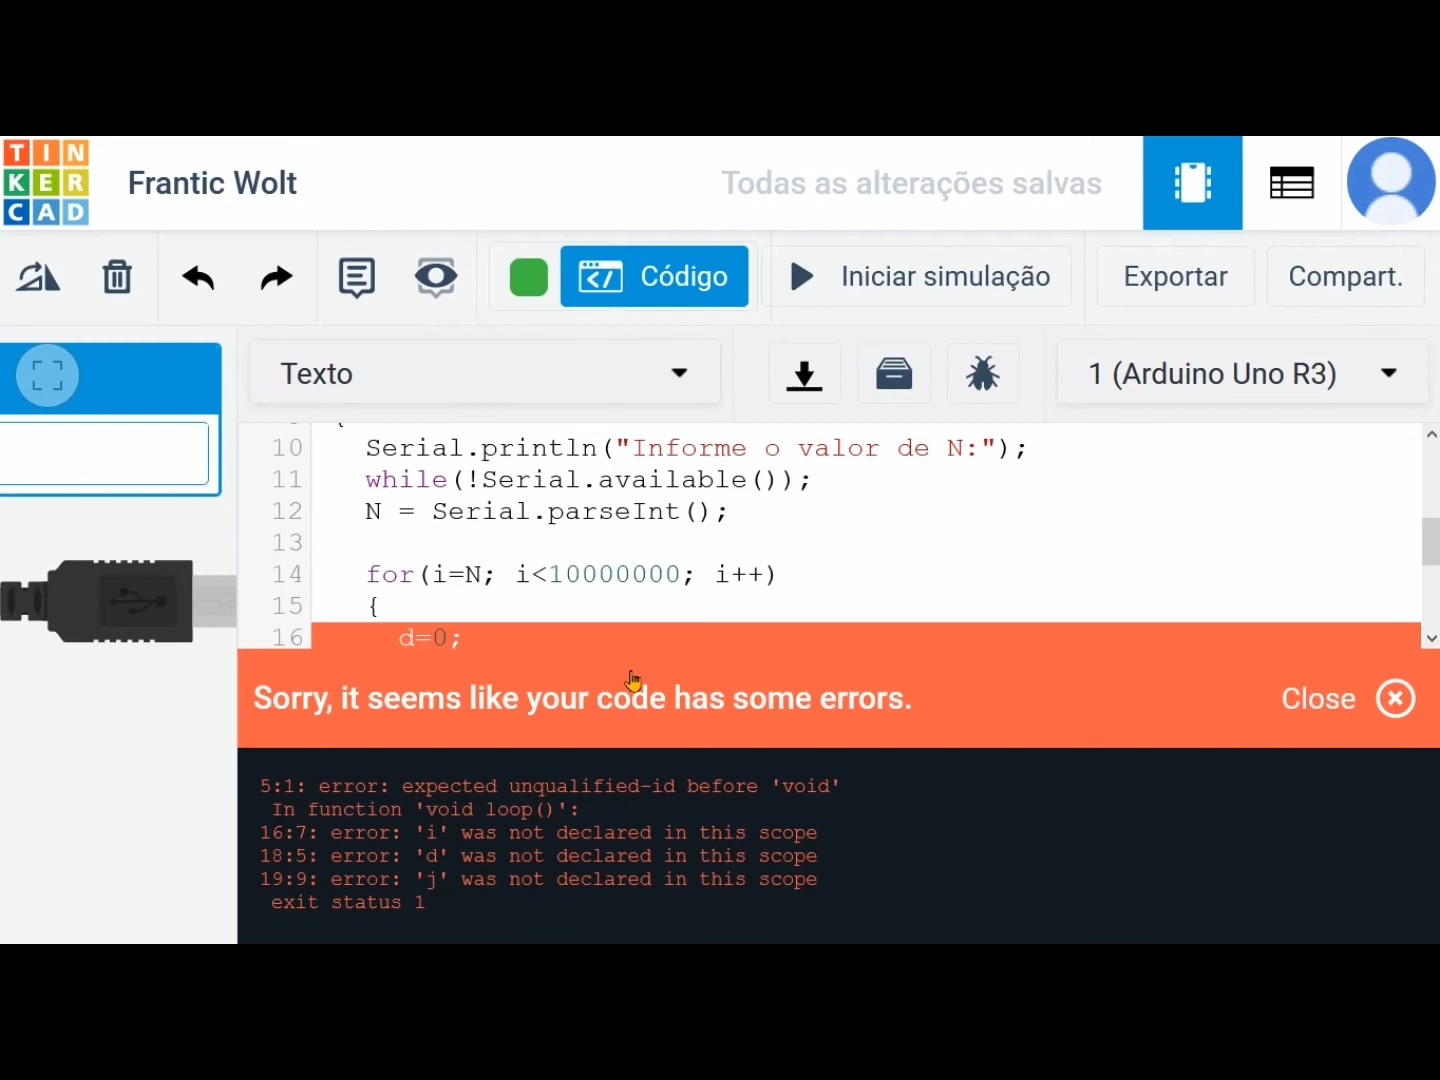 TIN
KER
CAD
Frantic Wolt
Todas as alterações salvas
Código
Iniciar simulação
Exportar
Compart.
Texto
1 (Arduino Uno R3)
10 Serial.println("Informe o valor de N:");
11 while(!Serial.available());
12 N = Serial.parseInt();
13
14 for(i=N; i<10000000; i++)
15 {
16 d=0;
Sorry, it seems like your code has some errors.
Close
5:1: error: expected unqualified-id before 'void'
In function 'void loop()':
16:7: error: 'i' was not declared in this scope
18:5: error: 'd' was not declared in this scope
19:9: error: 'j' was not declared in this scope
exit status 1